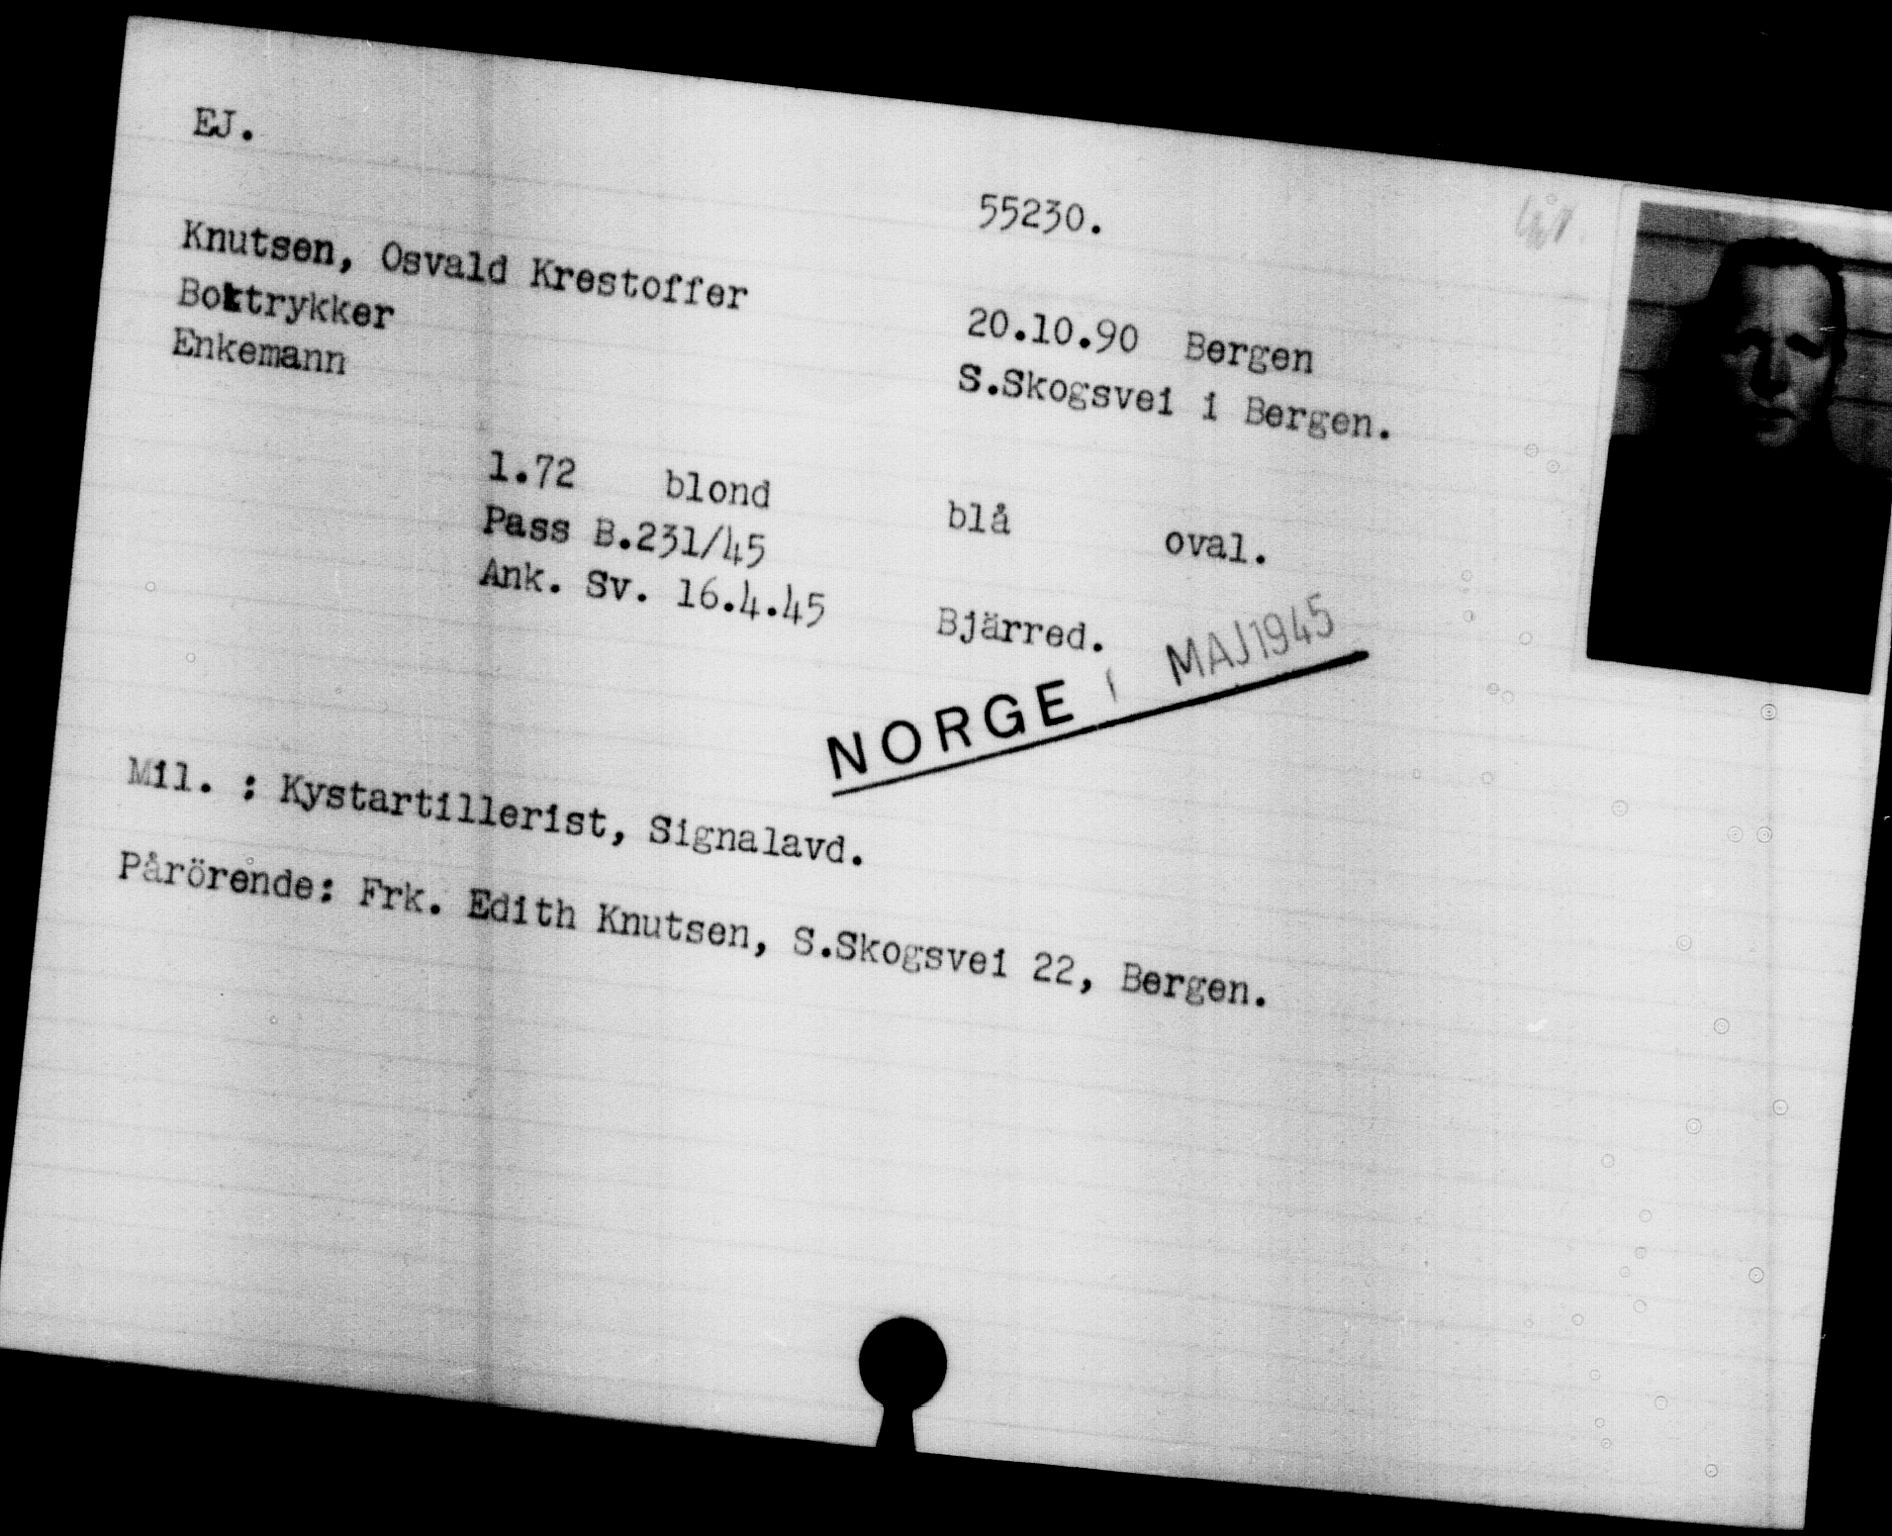 EJ.
55230.
Knutsen, Osvald Krestoffer
20.10.90 Bergen
Boktrykker
S.Skogsvei i Bergen.
Enkemann
1.72 blond blå oval.
Pass B.231/45
Ank. Sv. 16.4.45 Bjärred.
NORGE MAJ 1945
Mil. : Kystartillerist, Signalavd.
Pårörende: Frk. Edith Knutsen, S.Skogsvei 22, Bergen.